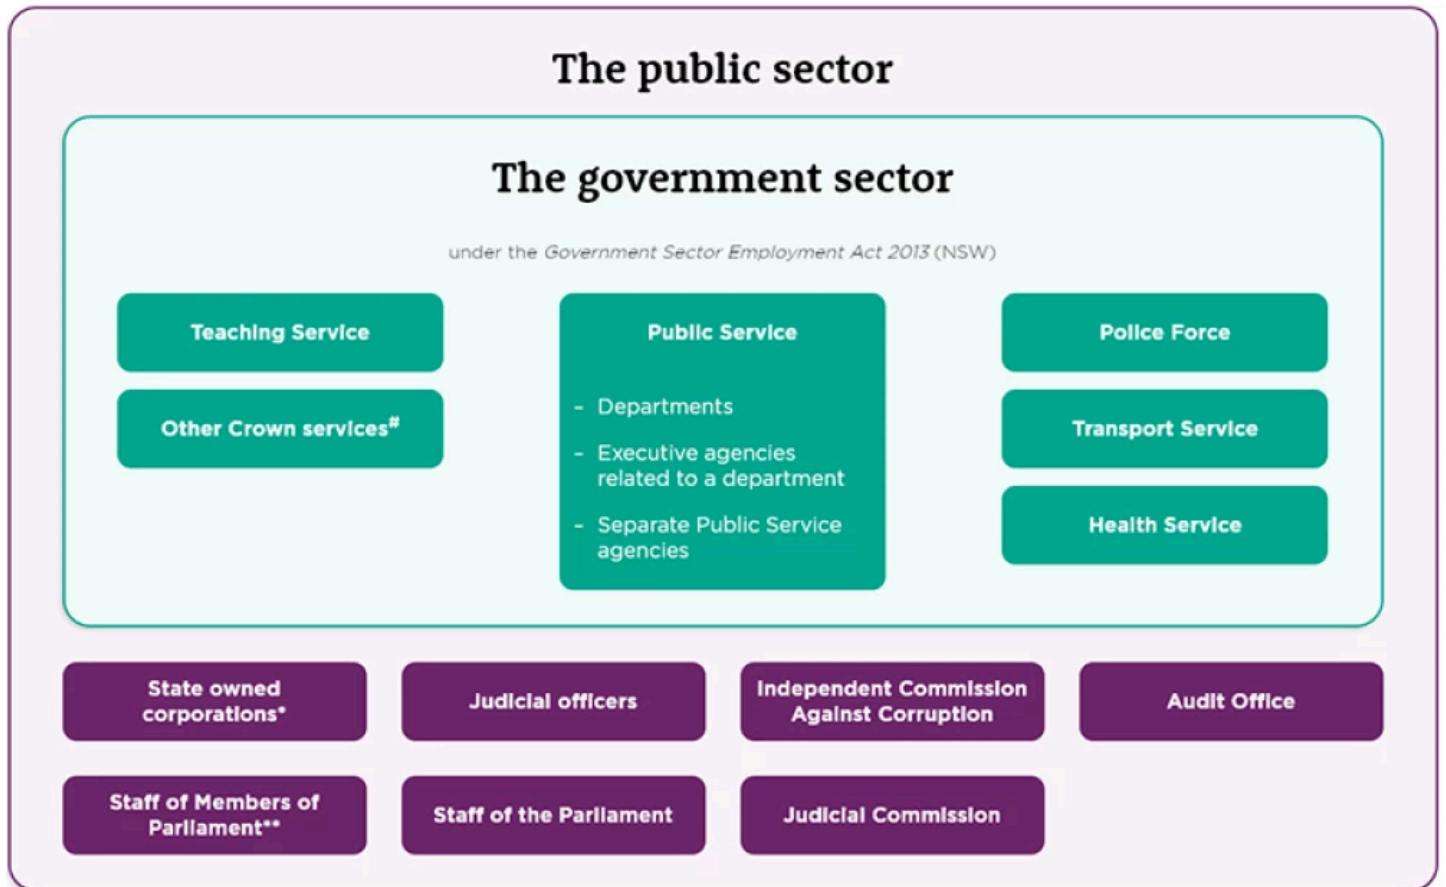 The public sector
The government sector
under the Government Sector Employment Act 2013 (NSW)
Teaching Service
Other Crown services#
Public Service
- Departments
- Executive agencies
related to a department
- Separate Public Service
agencies
Police Force
Transport Service
Health Service
State owned
corporations*
Judicial officers
Independent Commission
Against Corruption
Audit Office
Staff of Members of
Parliament**
Staff of the Parliament
Judicial Commission